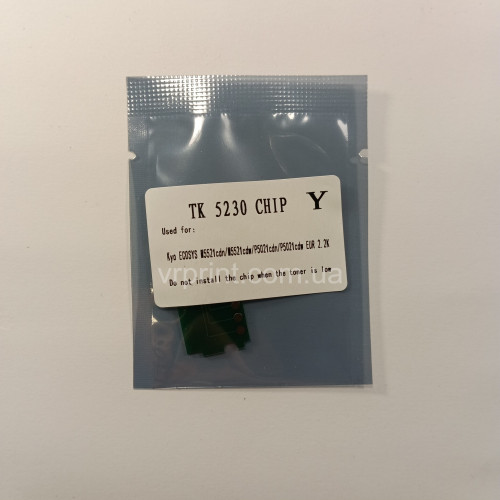 TK 5230 CHIP Y
Used for:
Kyo ECOSYS M5521cdn/M5521cdw/P5021cdn/P5021cdw EUR 2.2K
vrprint.com.ua
Do not install the chip when the toner is low